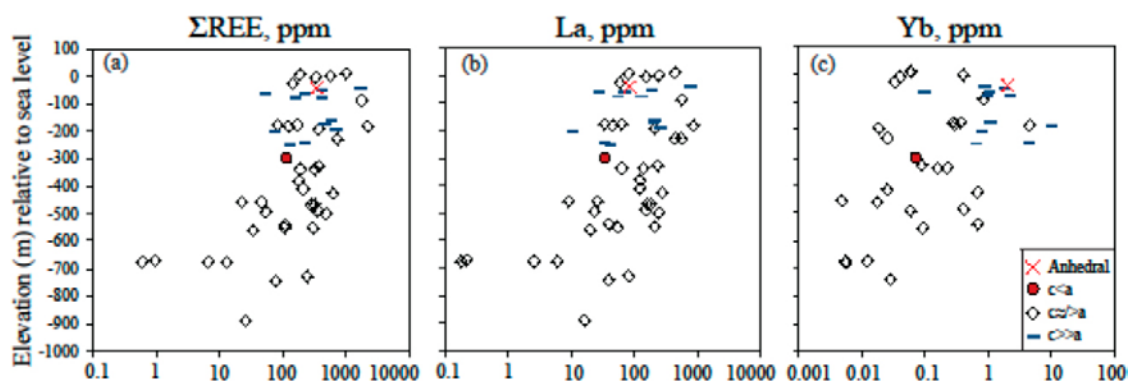 ΣREE, ppm
La, ppm
Yb, ppm
Elevation (m) relative to sea level
100
0
-100
-200
-300
-400
-500
-600
-700
-800
-900
-1000
(a)
(b)
(c)
Anhedral
c<a
c≈/>a
c>>a
0.1 1 10 100 1000 10000
0.1 1 10 100 1000 10000
0.001 0.01 0.1 1 10 100